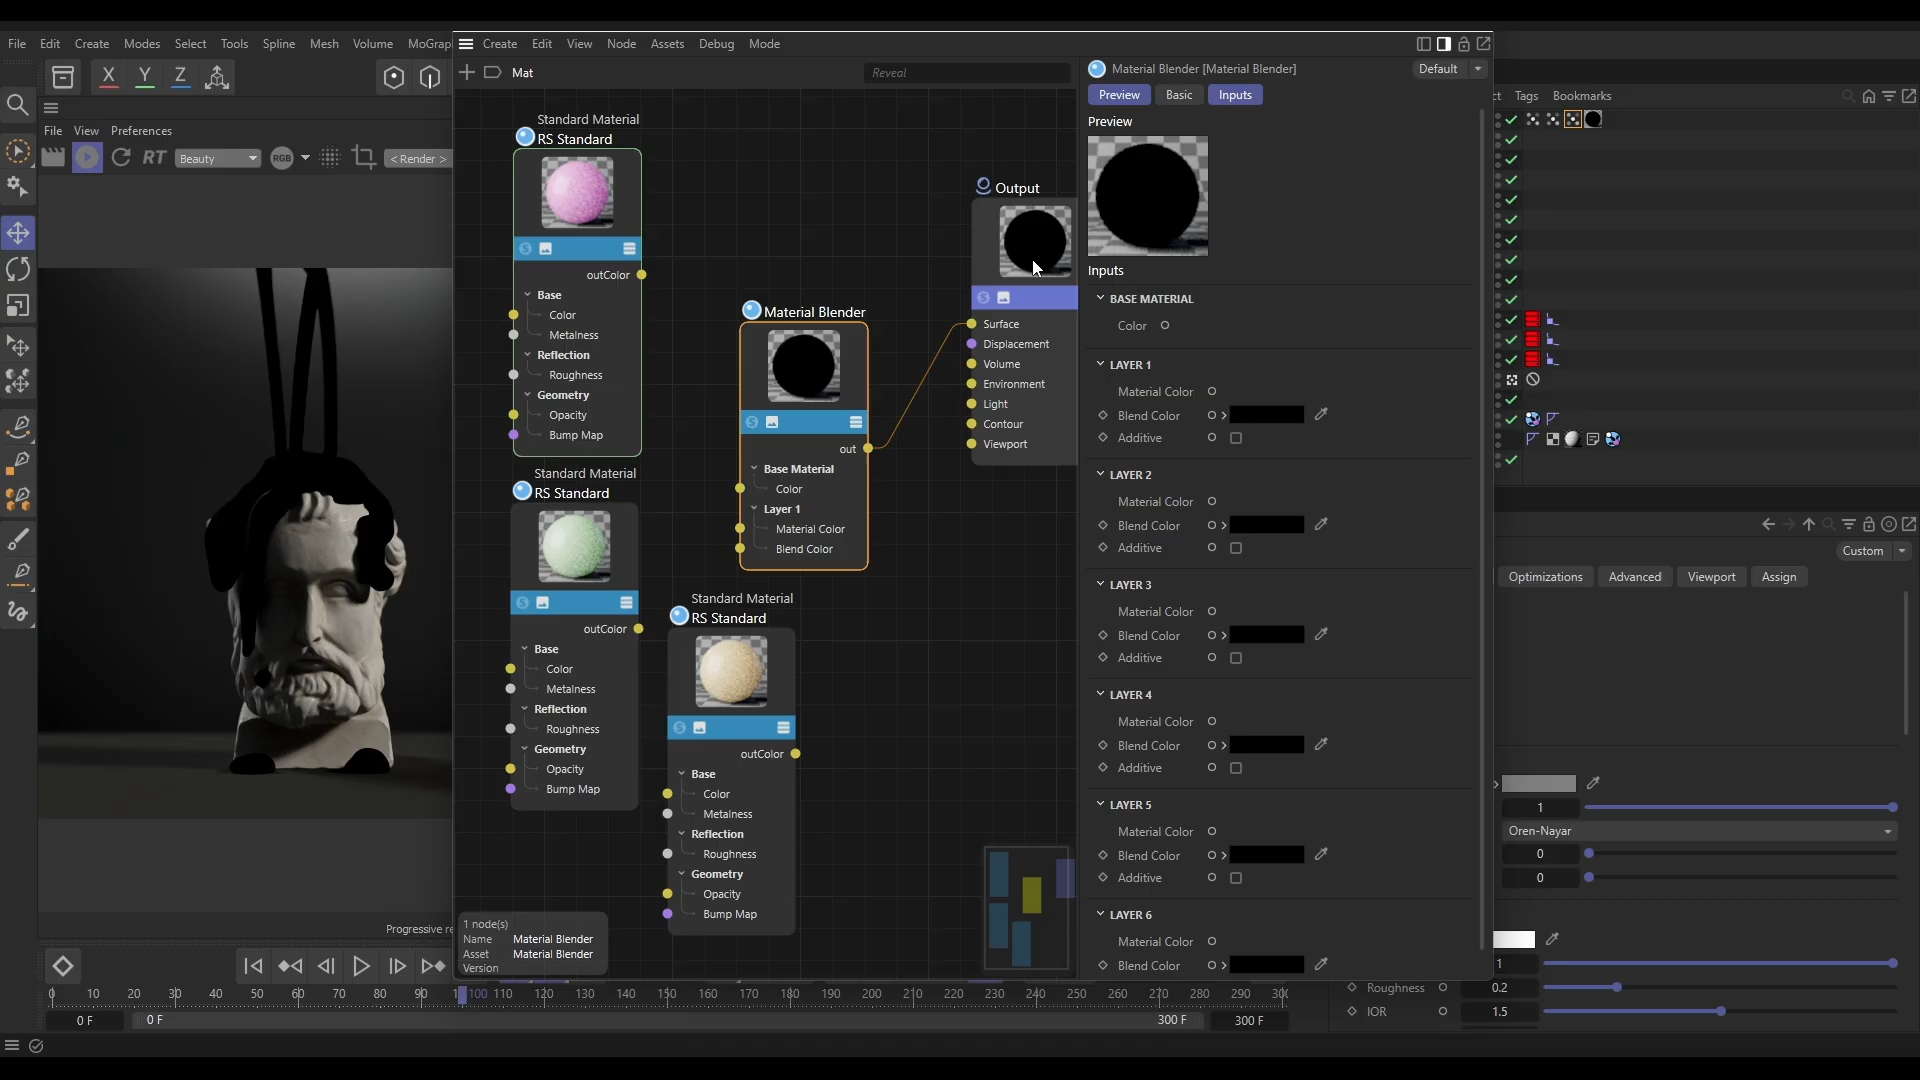 File Edit Create Modes Select Tools Spline Mesh Volume MoGrap
Create Edit View Node Assets Debug Mode
X Y Z
Mat
Reveal
Material Blender [Material Blender]
Default
Preview Basic Inputs
Tags Bookmarks
File View Preferences
RT Beauty RGB < Render >
Preview
Inputs
BASE MATERIAL
Color
LAYER 1
Material Color
Blend Color
Additive
LAYER 2
Material Color
Blend Color
Additive
LAYER 3
Material Color
Blend Color
Additive
LAYER 4
Material Color
Blend Color
Additive
LAYER 5
Material Color
Blend Color
Additive
LAYER 6
Material Color
Blend Color
Standard Material
RS Standard
outColor
Base
Color
Metalness
Reflection
Roughness
Geometry
Opacity
Bump Map
Standard Material
RS Standard
outColor
Base
Color
Metalness
Reflection
Roughness
Geometry
Opacity
Bump Map
Standard Material
RS Standard
outColor
Base
Color
Metalness
Reflection
Roughness
Geometry
Opacity
Bump Map
Material Blender
out
Base Material
Color
Layer 1
Material Color
Blend Color
Output
Surface
Displacement
Volume
Environment
Light
Contour
Viewport
1 node(s)
Name Material Blender
Asset Material Blender
Version
Custom
Optimizations Advanced Viewport Assign
1
Oren-Nayar
0
0
1
Roughness 0.2
IOR 1.5
Progressive re
0 10 20 30 40 50 60 70 80 90 100 110 120 130 140 150 160 170 180 190 200 210 220 230 240 250 260 270 280 290
0 F 0 F 300 F 300 F